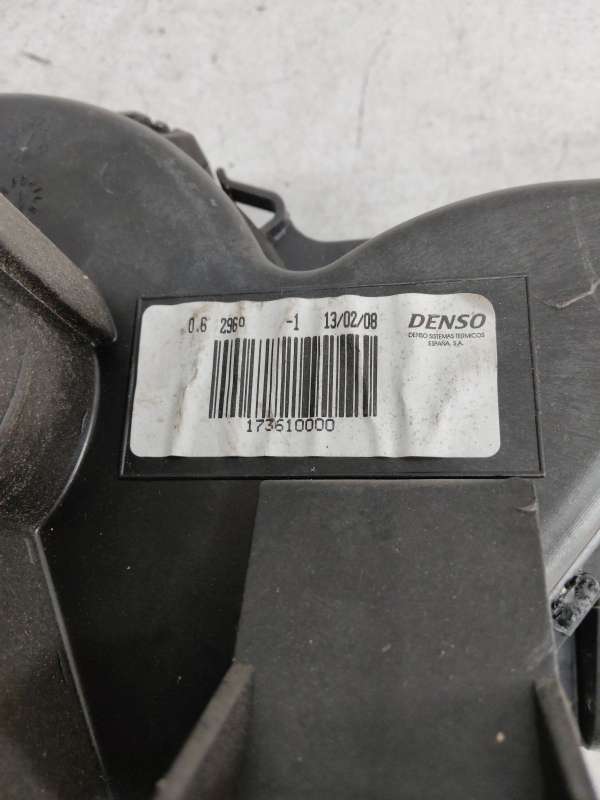 0.6 296º -1 13/02/08
DENSO
DENSO SISTEMAS TERMICOS
ESPAÑA, S.A.
173610000